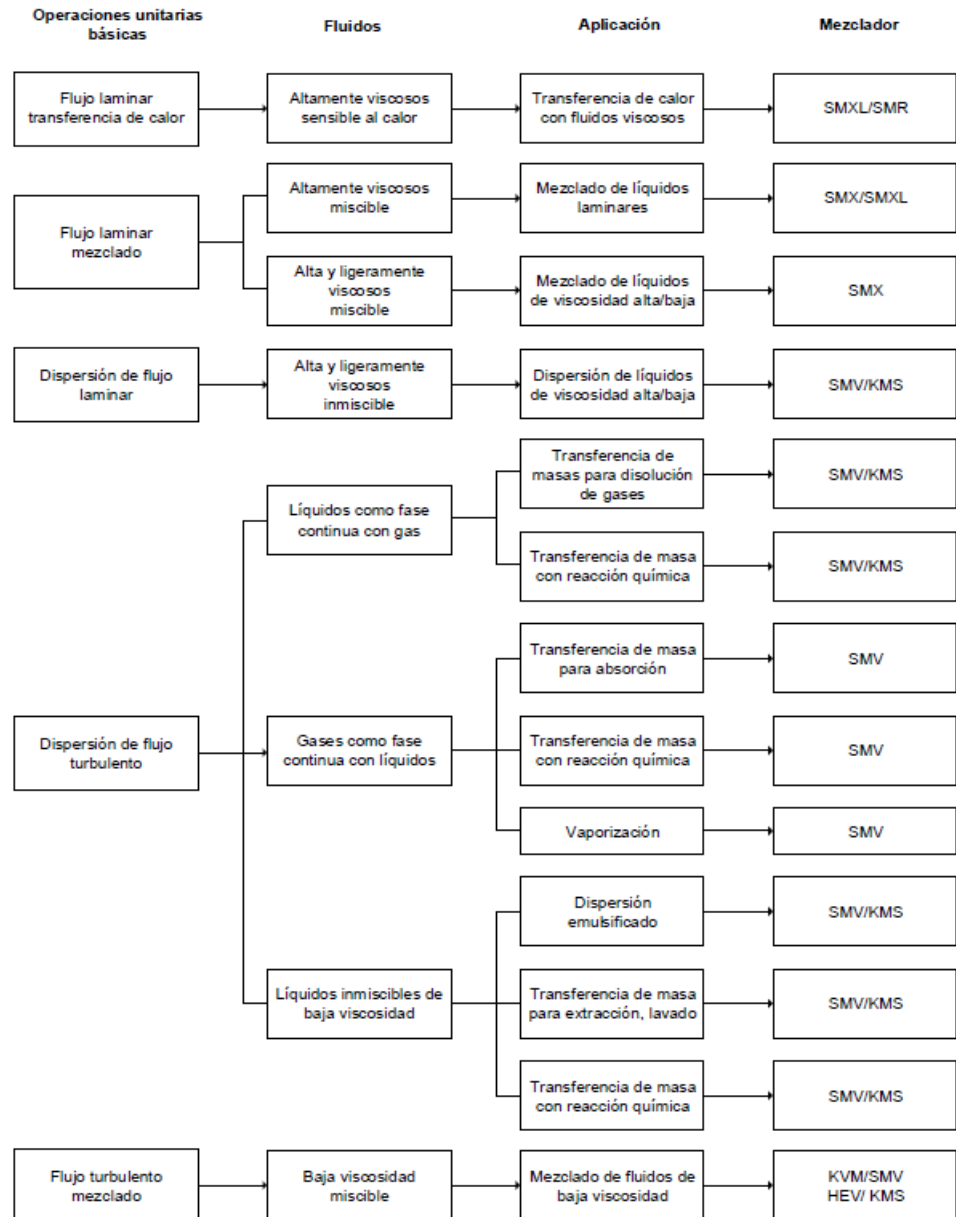 Operaciones unitarias
básicas
Fluidos
Aplicación
Mezclador
Flujo laminar
transferencia de calor
Altamente viscosos
sensible al calor
Transferencia de calor
con fluidos viscosos
SMXL/SMR
Flujo laminar
mezclado
Altamente viscosos
miscible
Mezclado de líquidos
laminares
SMX/SMXL
Alta y ligeramente
viscosos
miscible
Mezclado de líquidos
de viscosidad alta/baja
SMX
Dispersión de flujo
laminar
Alta y ligeramente
viscosos
inmiscible
Dispersión de líquidos
de viscosidad alta/baja
SMV/KMS
Dispersión de flujo
turbulento
Líquidos como fase
continua con gas
Transferencia de
masas para disolución
de gases
SMV/KMS
Transferencia de masa
con reacción química
SMV/KMS
Gases como fase
continua con líquidos
Transferencia de masa
para absorción
SMV
Transferencia de masa
con reacción química
SMV
Vaporización
SMV
Líquidos inmiscibles de
baja viscosidad
Dispersión
emulsificado
SMV/KMS
Transferencia de masa
para extracción, lavado
SMV/KMS
Transferencia de masa
con reacción química
SMV/KMS
Flujo turbulento
mezclado
Baja viscosidad
miscible
Mezclado de fluidos de
baja viscosidad
KVM/SMV
HEV/ KMS